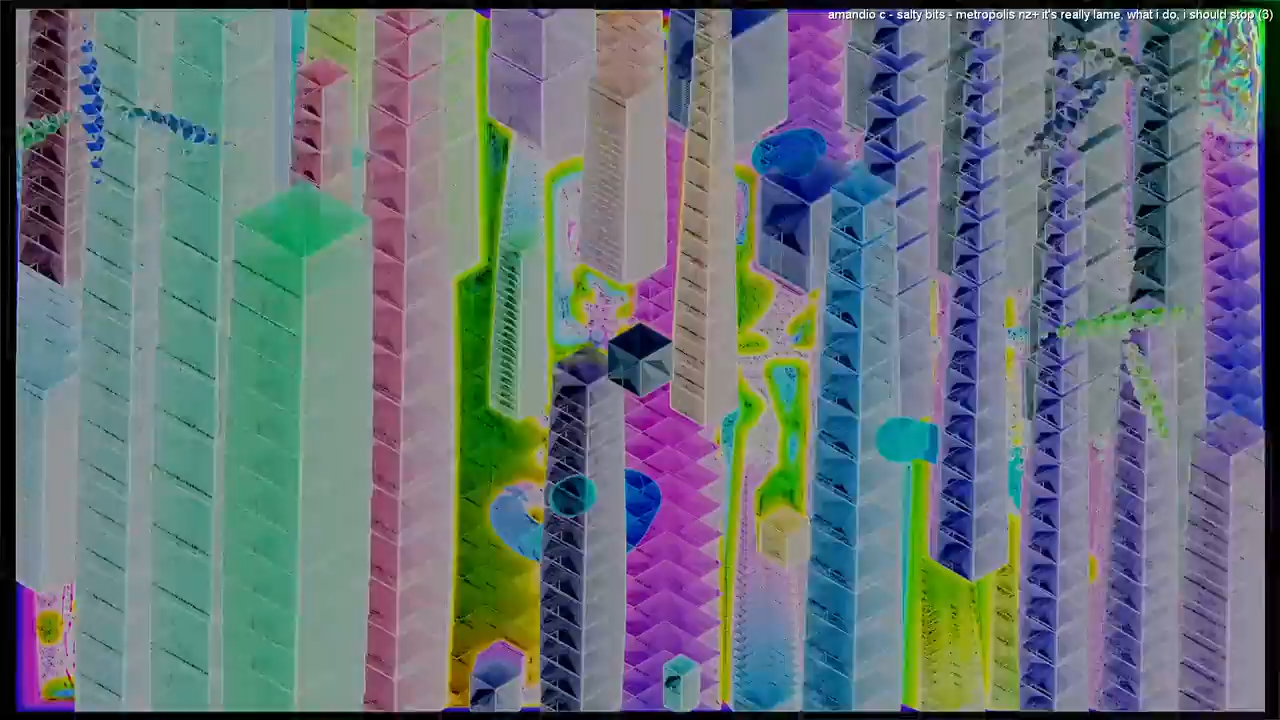 amandio c - salty bits - metropolis nz+ it's really lame, what i do, i should stop (3)